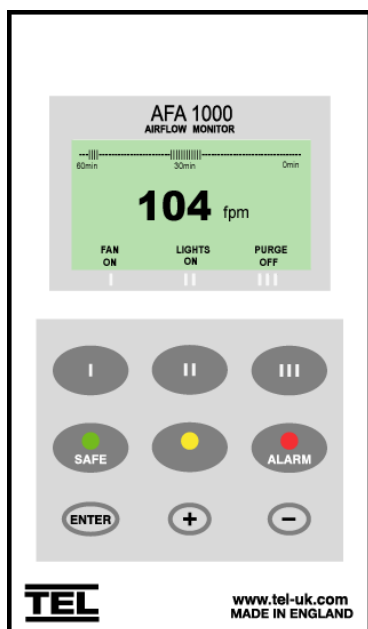 AFA 1000
AIRFLOW MONITOR
60min 30min 0min
104 fpm
FAN LIGHTS PURGE
ON ON OFF
I II III
I II III
SAFE ALARM
ENTER + −
TEL www.tel-uk.com
MADE IN ENGLAND